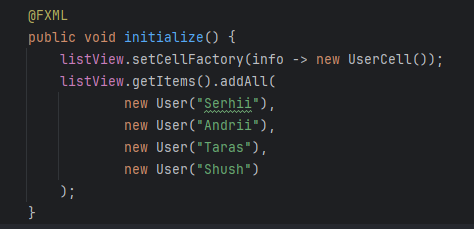 @FXML
public void initialize() {
    listView.setCellFactory(info -> new UserCell());
    listView.getItems().addAll(
            new User("Serhii"),
            new User("Andrii"),
            new User("Taras"),
            new User("Shush")
    );
}